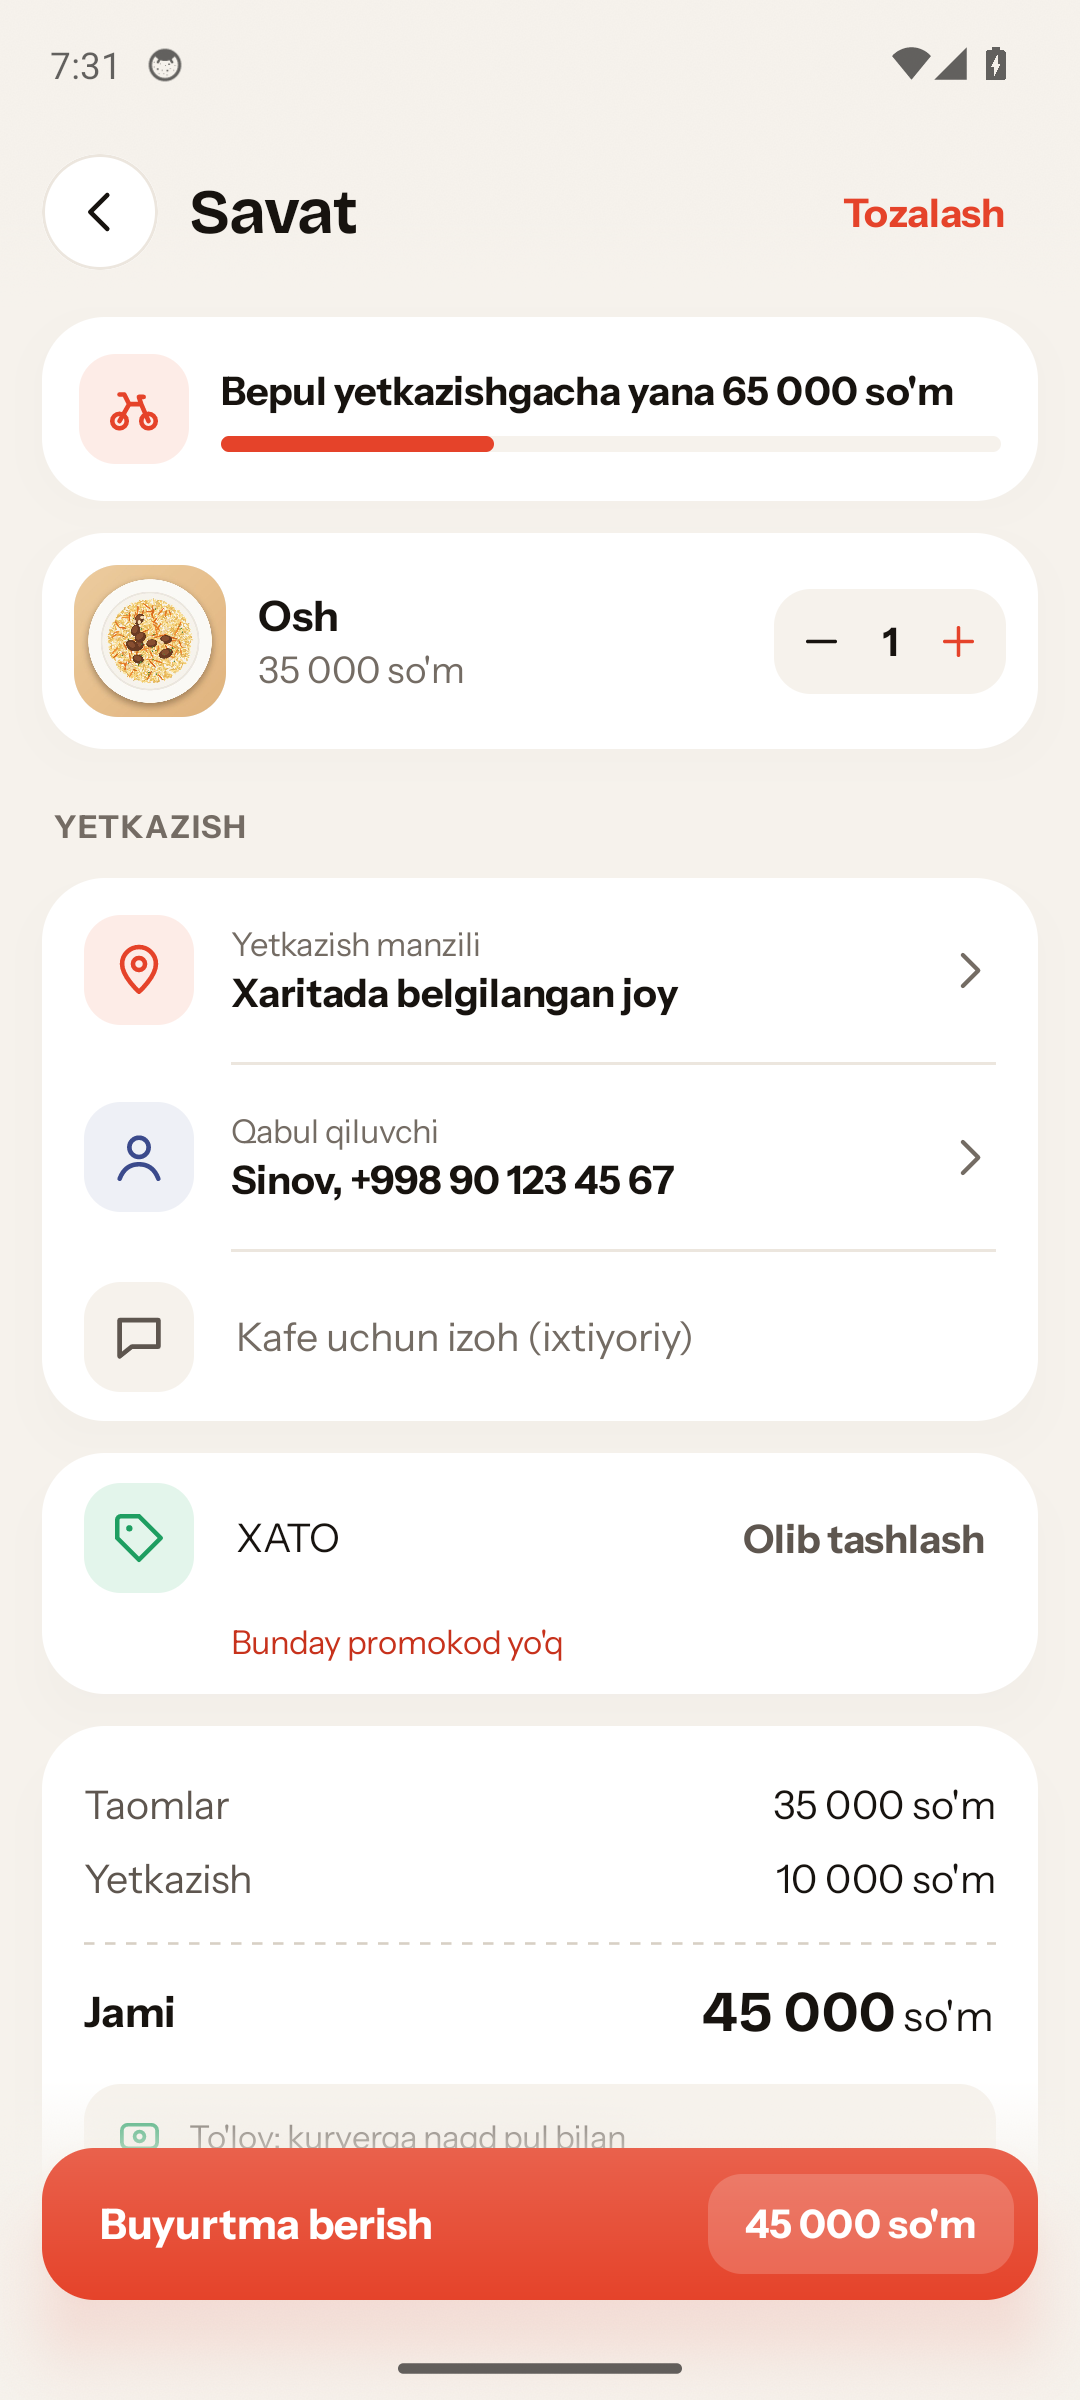 7:31
Savat
Tozalash
Bepul yetkazishgacha yana 65 000 so'm
Osh
35 000 so'm
1
YETKAZISH
Yetkazish manzili
Xaritada belgilangan joy
Qabul qiluvchi
Sinov, +998 90 123 45 67
Kafe uchun izoh (ixtiyoriy)
XATO
Olib tashlash
Bunday promokod yo'q
Taomlar
35 000 so'm
Yetkazish
10 000 so'm
Jami
45 000 so'm
To'lov: kuryerga naqd pul bilan
Buyurtma berish
45 000 so'm